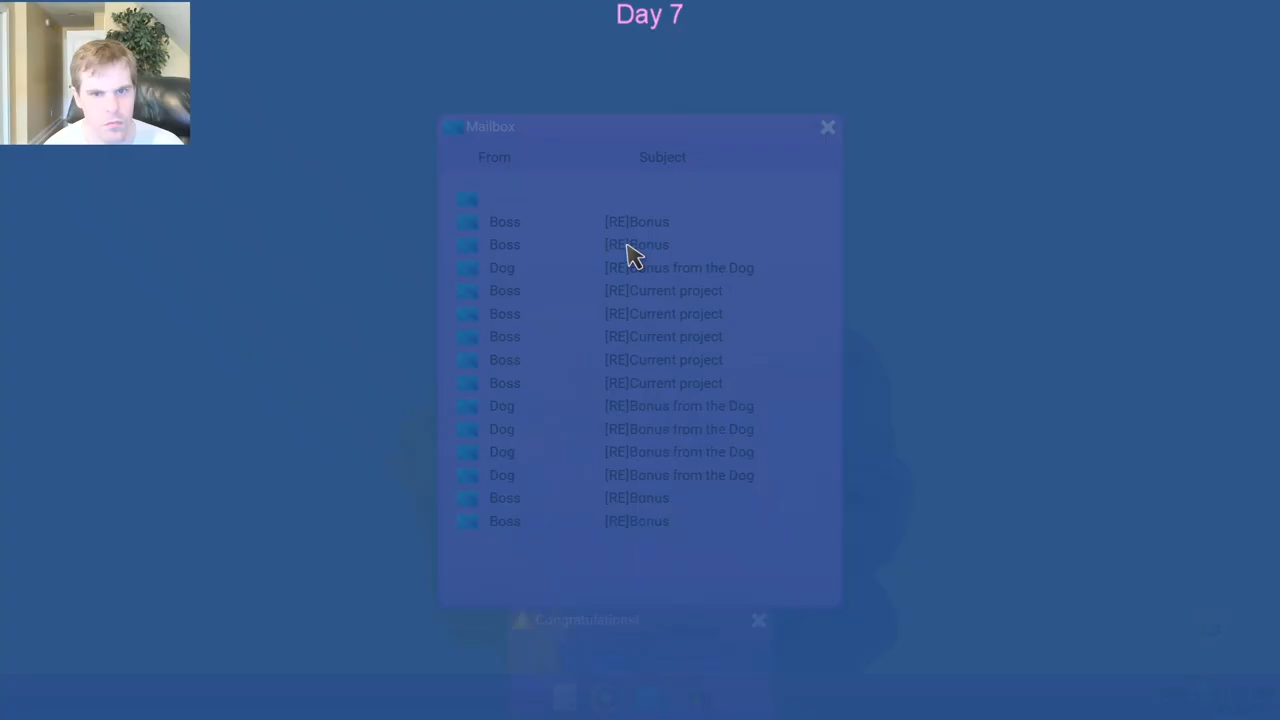 Day 7
Mailbox
From Subject
Boss [RE]Bonus
Boss [RE]Bonus
Dog [RE]Bonus from the Dog
Boss [RE]Current project
Boss [RE]Current project
Boss [RE]Current project
Boss [RE]Current project
Boss [RE]Current project
Dog [RE]Bonus from the Dog
Dog [RE]Bonus from the Dog
Dog [RE]Bonus from the Dog
Dog [RE]Bonus from the Dog
Boss [RE]Bonus
Boss [RE]Bonus
Congratulations!